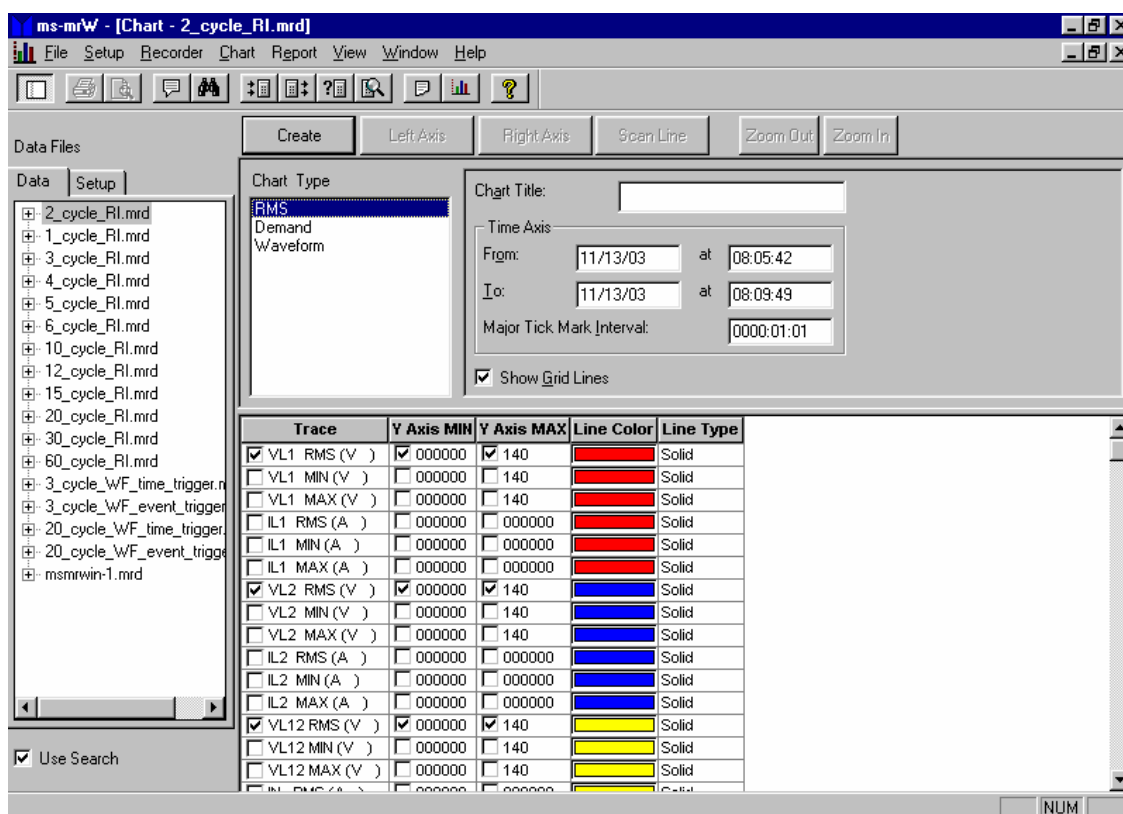 ms-mrW - [Chart - 2_cycle_RI.mrd]
File Setup Recorder Chart Report View Window Help
Data Files
Create Left Axis Right Axis Scan Line Zoom Out Zoom In
Data Setup
2_cycle_RI.mrd
1_cycle_RI.mrd
3_cycle_RI.mrd
4_cycle_RI.mrd
5_cycle_RI.mrd
6_cycle_RI.mrd
10_cycle_RI.mrd
12_cycle_RI.mrd
15_cycle_RI.mrd
20_cycle_RI.mrd
30_cycle_RI.mrd
60_cycle_RI.mrd
3_cycle_WF_time_trigger.m
3_cycle_WF_event_trigger
20_cycle_WF_time_trigger.
20_cycle_WF_event_trigge
msmrwin-1.mrd
Use Search
Chart Type
RMS
Demand
Waveform
Chart Title:
Time Axis
From: 11/13/03 at 08:05:42
To: 11/13/03 at 08:09:49
Major Tick Mark Interval: 0000:01:01
Show Grid Lines
Trace Y Axis MIN Y Axis MAX Line Color Line Type
VL1 RMS (V ) 000000 140 Solid
VL1 MIN (V ) 000000 140 Solid
VL1 MAX (V ) 000000 140 Solid
IL1 RMS (A ) 000000 000000 Solid
IL1 MIN (A ) 000000 000000 Solid
IL1 MAX (A ) 000000 000000 Solid
VL2 RMS (V ) 000000 140 Solid
VL2 MIN (V ) 000000 140 Solid
VL2 MAX (V ) 000000 140 Solid
IL2 RMS (A ) 000000 000000 Solid
IL2 MIN (A ) 000000 000000 Solid
IL2 MAX (A ) 000000 000000 Solid
VL12 RMS (V ) 000000 140 Solid
VL12 MIN (V ) 000000 140 Solid
VL12 MAX (V ) 000000 140 Solid
NUM